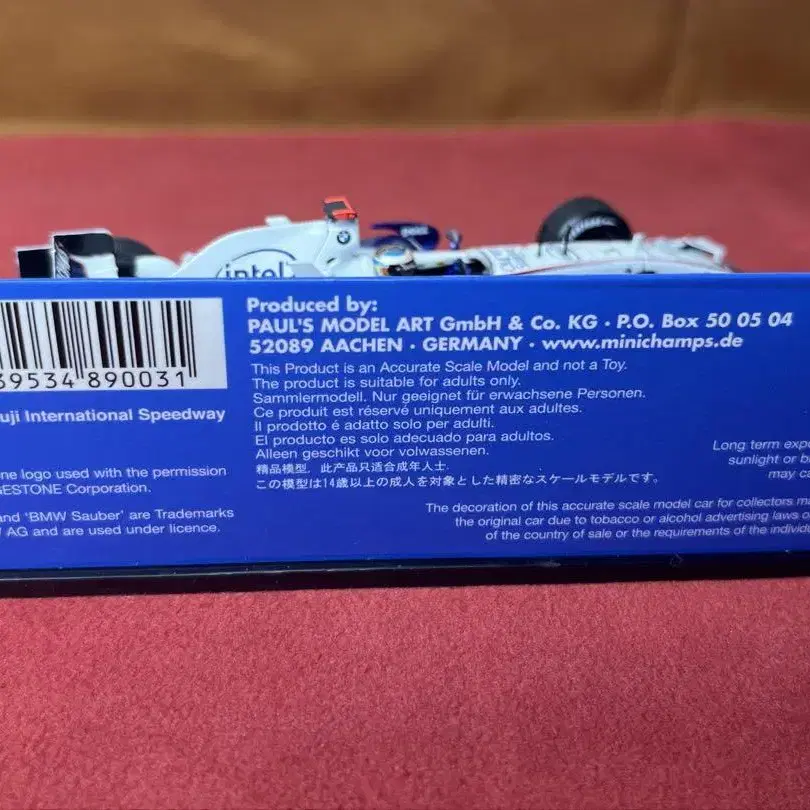 intel
Produced by:
PAUL'S MODEL ART GmbH & Co. KG · P.O. Box 50 05 04
52089 AACHEN · GERMANY · www.minichamps.de
This Product is an Accurate Scale Model and not a Toy.
The product is suitable for adults only.
Sammlermodell. Nur geeignet für erwachsene Personen.
Ce produit est réservé uniquement aux adultes.
Il prodotto é adatto solo per adulti.
El producto es solo adecuado para adultos.
Alleen geschikt voor volwassenen.
精品模型，此产品只适合成年人士.
この模型は14歳以上の成人を対象とした精密なスケールモデルです。
39534 890031
uji International Speedway
ne logo used with the permission
GESTONE Corporation.
and 'BMW Sauber' are Trademarks
AG and are used under licence.
Long term expo
sunlight or b
may c
The decoration of this accurate scale model car for collectors ma
the original car due to tobacco or alcohol advertising laws o
of the country of sale or the requirements of the individ